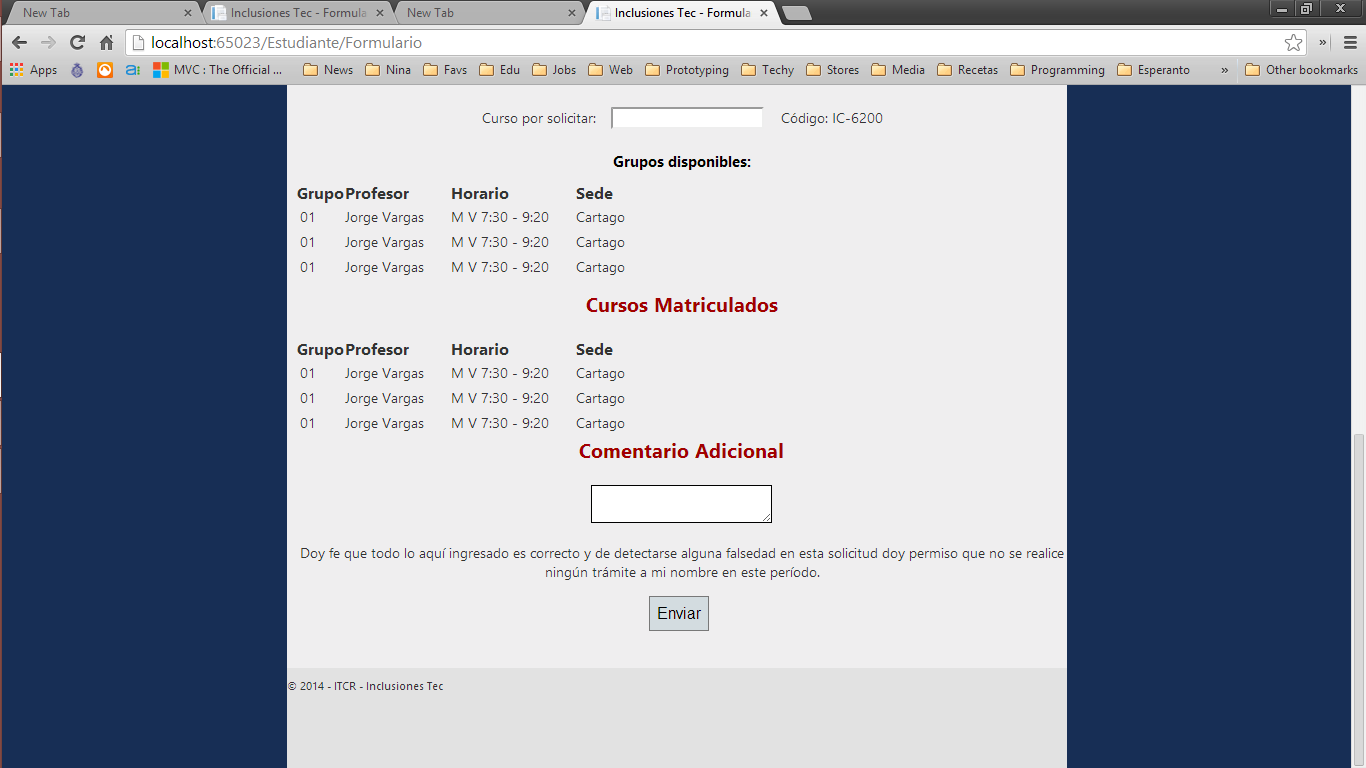 New Tab
Inclusiones Tec - Formula
New Tab
Inclusiones Tec - Formula
localhost:65023/Estudiante/Formulario
Apps
MVC : The Official ...
News
Nina
Favs
Edu
Jobs
Web
Prototyping
Techy
Stores
Media
Recetas
Programming
Esperanto
»
Other bookmarks
Curso por solicitar:
Código: IC-6200
Grupos disponibles:
Grupo Profesor Horario Sede
01 Jorge Vargas M V 7:30 - 9:20 Cartago
01 Jorge Vargas M V 7:30 - 9:20 Cartago
01 Jorge Vargas M V 7:30 - 9:20 Cartago
Cursos Matriculados
Grupo Profesor Horario Sede
01 Jorge Vargas M V 7:30 - 9:20 Cartago
01 Jorge Vargas M V 7:30 - 9:20 Cartago
01 Jorge Vargas M V 7:30 - 9:20 Cartago
Comentario Adicional
Doy fe que todo lo aquí ingresado es correcto y de detectarse alguna falsedad en esta solicitud doy permiso que no se realice
ningún trámite a mi nombre en este período.
Enviar
© 2014 - ITCR - Inclusiones Tec